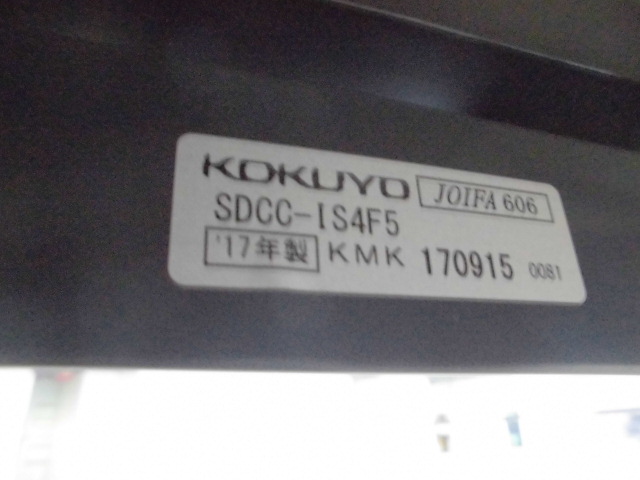 KOKUYO JOIFA 606
SDCC-IS4F5
'17年製 KMK 170915 0081